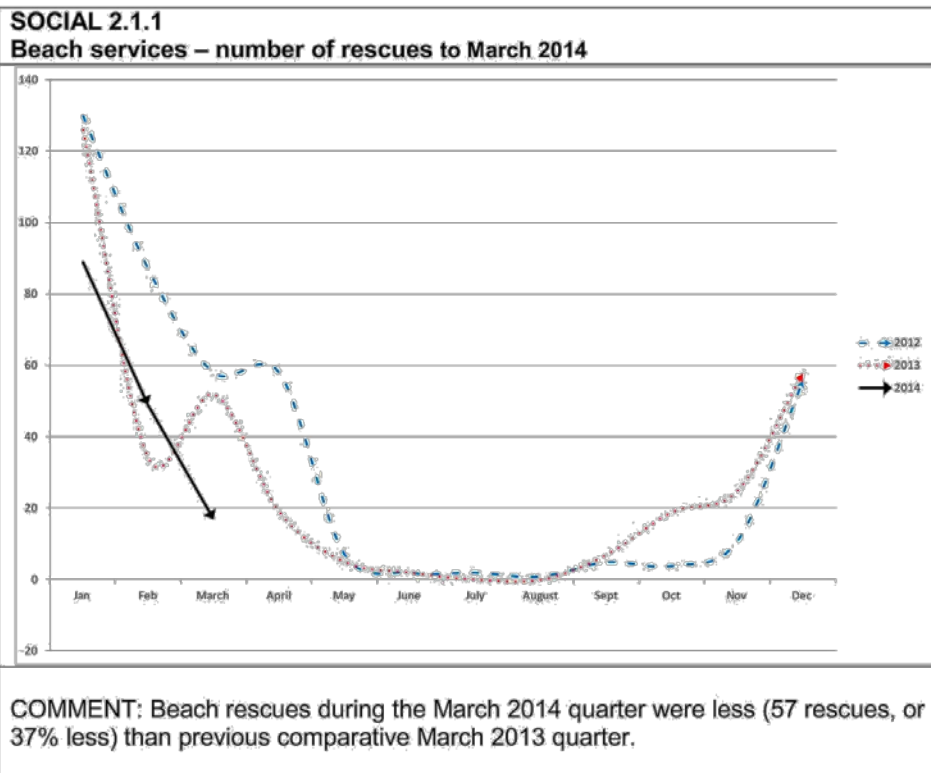 SOCIAL 2.1.1
Beach services – number of rescues to March 2014
140
120
100
80
60
40
20
0
-20
Jan Feb March April May June July August Sept Oct Nov Dec
2012
2013
2014
COMMENT: Beach rescues during the March 2014 quarter were less (57 rescues, or
37% less) than previous comparative March 2013 quarter.